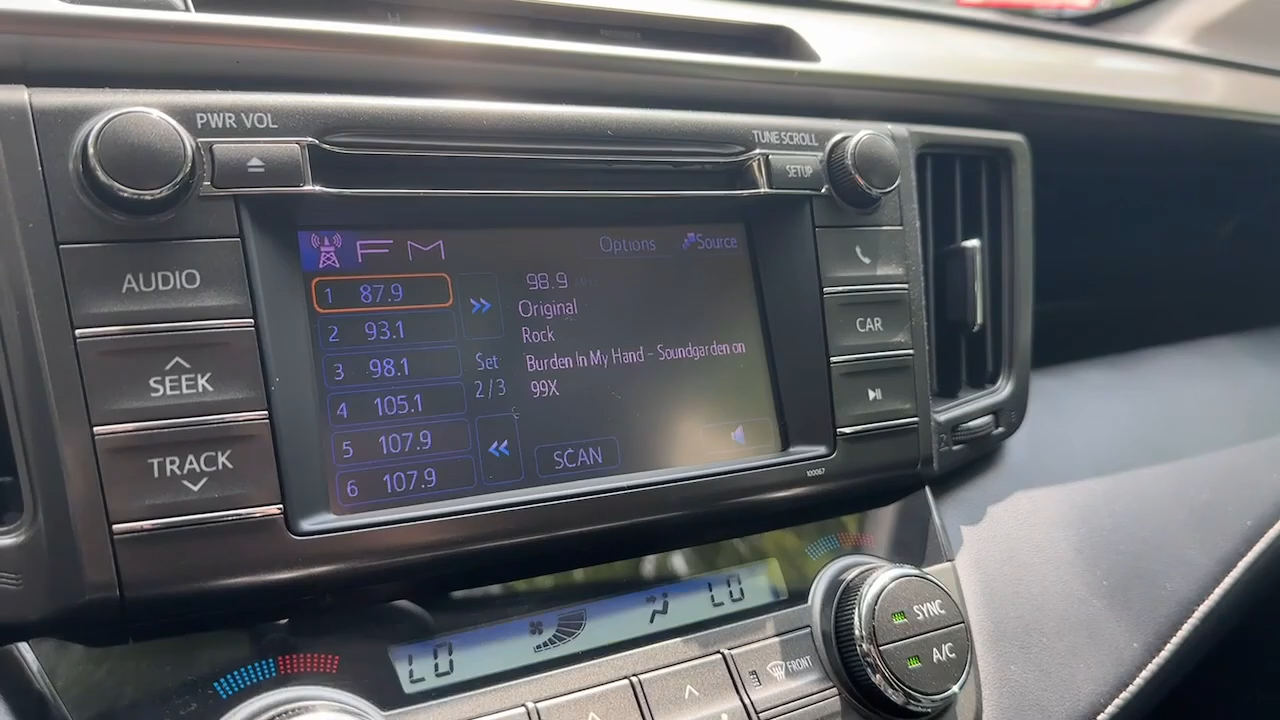 PWR VOL
TUNE SCROLL
SETUP
AUDIO
SEEK
TRACK
CAR
FM
Options
Source
1 87.9
2 93.1
3 98.1
4 105.1
5 107.9
6 107.9
Set
2/3
98.9
Original
Rock
Burden In My Hand - Soundgarden on
99X
SCAN
100067
LO
LO
FRONT
SYNC
A/C